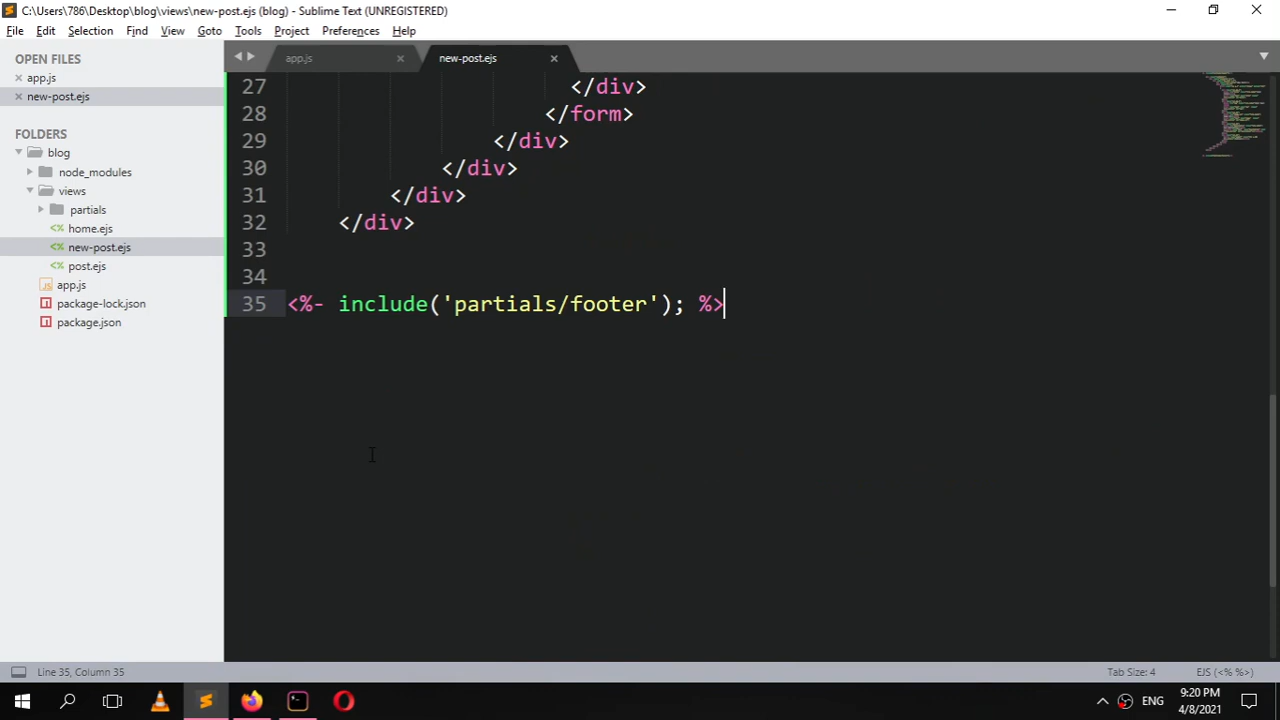 C:\Users\786\Desktop\blog\views\new-post.ejs (blog) - Sublime Text (UNREGISTERED)
File Edit Selection Find View Goto Tools Project Preferences Help
OPEN FILES
app.js
new-post.ejs
FOLDERS
blog
node_modules
views
partials
home.ejs
new-post.ejs
post.ejs
app.js
package-lock.json
package.json
app.js new-post.ejs
27 </div>
28 </form>
29 </div>
30 </div>
31 </div>
32 </div>
33
34
35 <%- include('partials/footer'); %>
Line 35, Column 35 Tab Size: 4 EJS (<% %>)
ENG 9:20 PM
4/8/2021